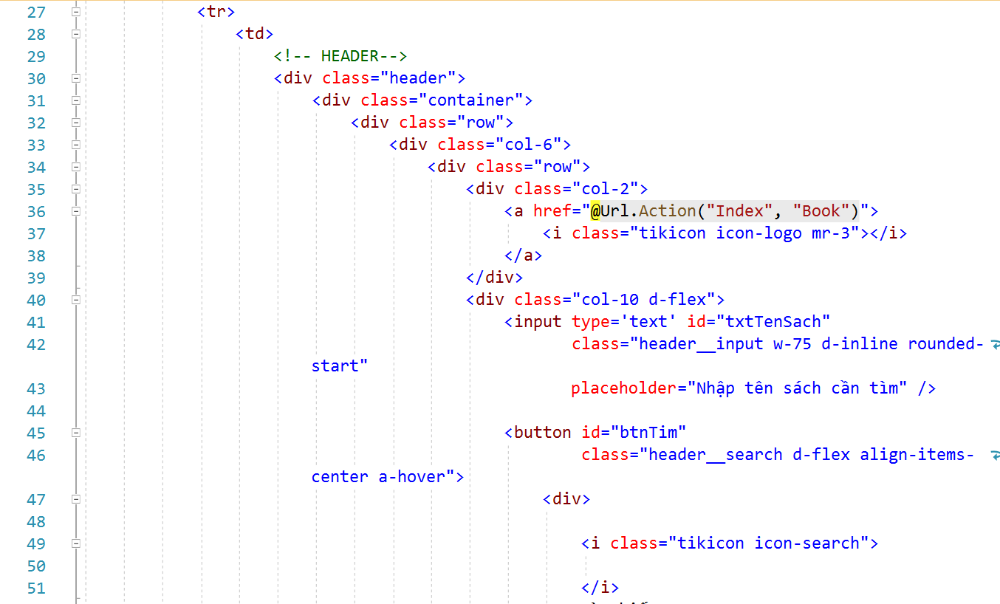 27 <tr>
28 <td>
29 <!-- HEADER-->
30 <div class="header">
31 <div class="container">
32 <div class="row">
33 <div class="col-6">
34 <div class="row">
35 <div class="col-2">
36 <a href="@Url.Action("Index", "Book")">
37 <i class="tikicon icon-logo mr-3"></i>
38 </a>
39 </div>
40 <div class="col-10 d-flex">
41 <input type='text' id="txtTenSach"
42 class="header__input w-75 d-inline rounded-
start"
43 placeholder="Nhập tên sách cần tìm" />
44
45 <button id="btnTim"
46 class="header__search d-flex align-items-
center a-hover">
47 <div>
48
49 <i class="tikicon icon-search">
50
51 </i>